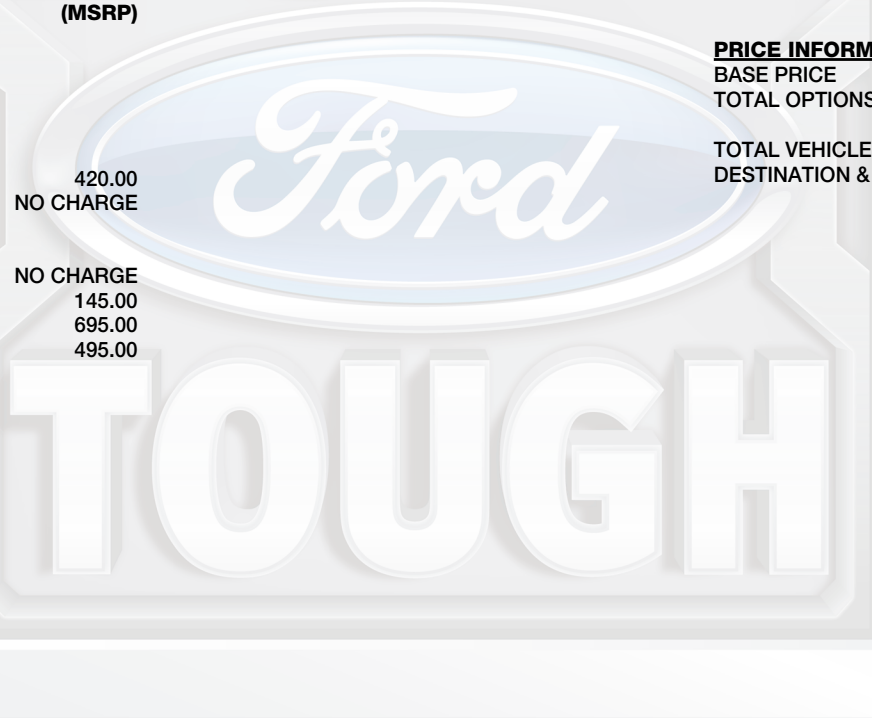 (MSRP)
420.00
NO CHARGE
NO CHARGE
145.00
695.00
495.00
PRICE INFORM
BASE PRICE
TOTAL OPTIONS
TOTAL VEHICLE
DESTINATION &
Ford
TOUGH